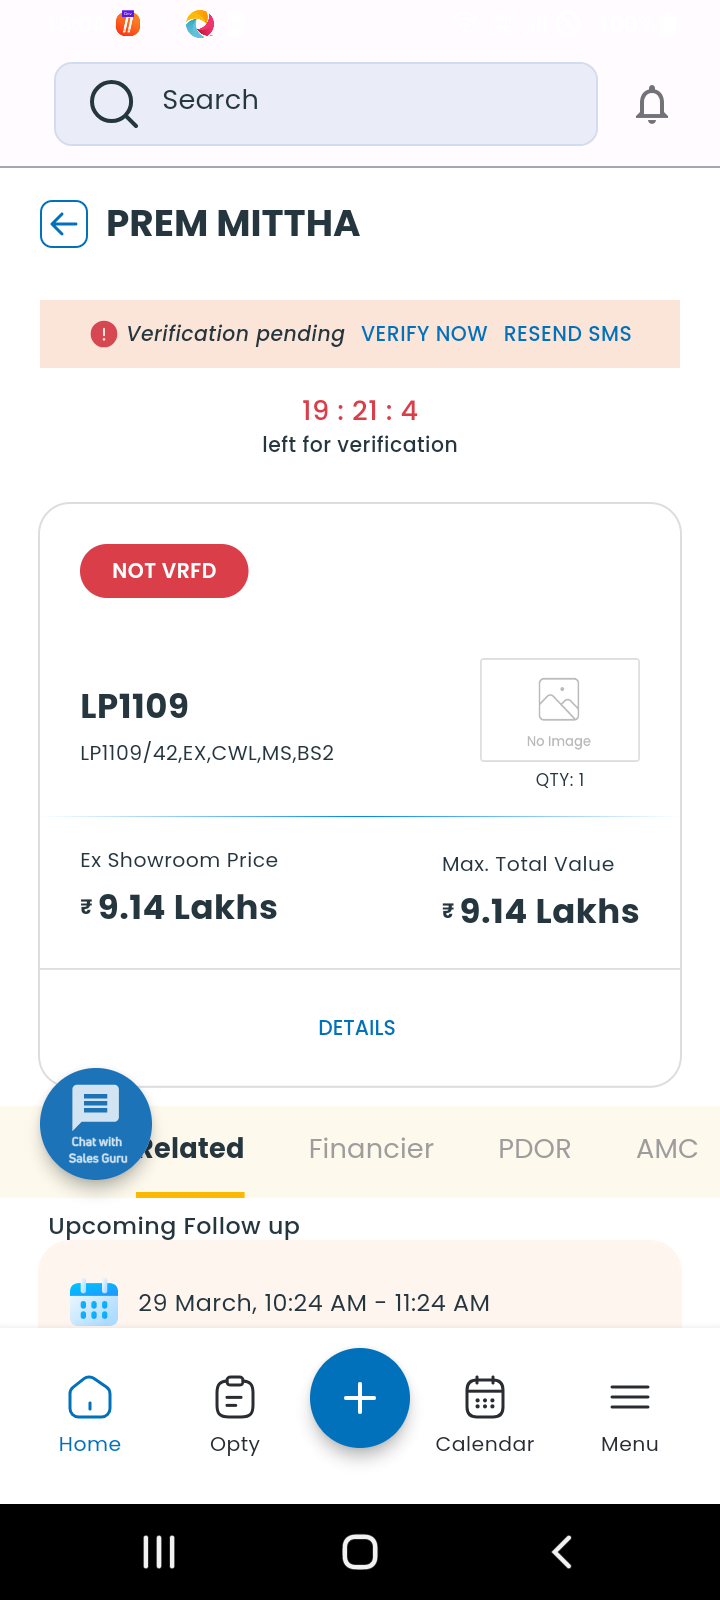 Search
PREM MITTHA
Verification pending VERIFY NOW RESEND SMS
19 : 21 : 4
left for verification
NOT VRFD
LP1109
LP1109/42,EX,CWL,MS,BS2
No Image
QTY: 1
Ex Showroom Price
Max. Total Value
₹ 9.14 Lakhs
₹ 9.14 Lakhs
DETAILS
Chat with
Sales Guru
Related Financier PDOR AMC
Upcoming Follow up
29 March, 10:24 AM - 11:24 AM
Home Opty Calendar Menu